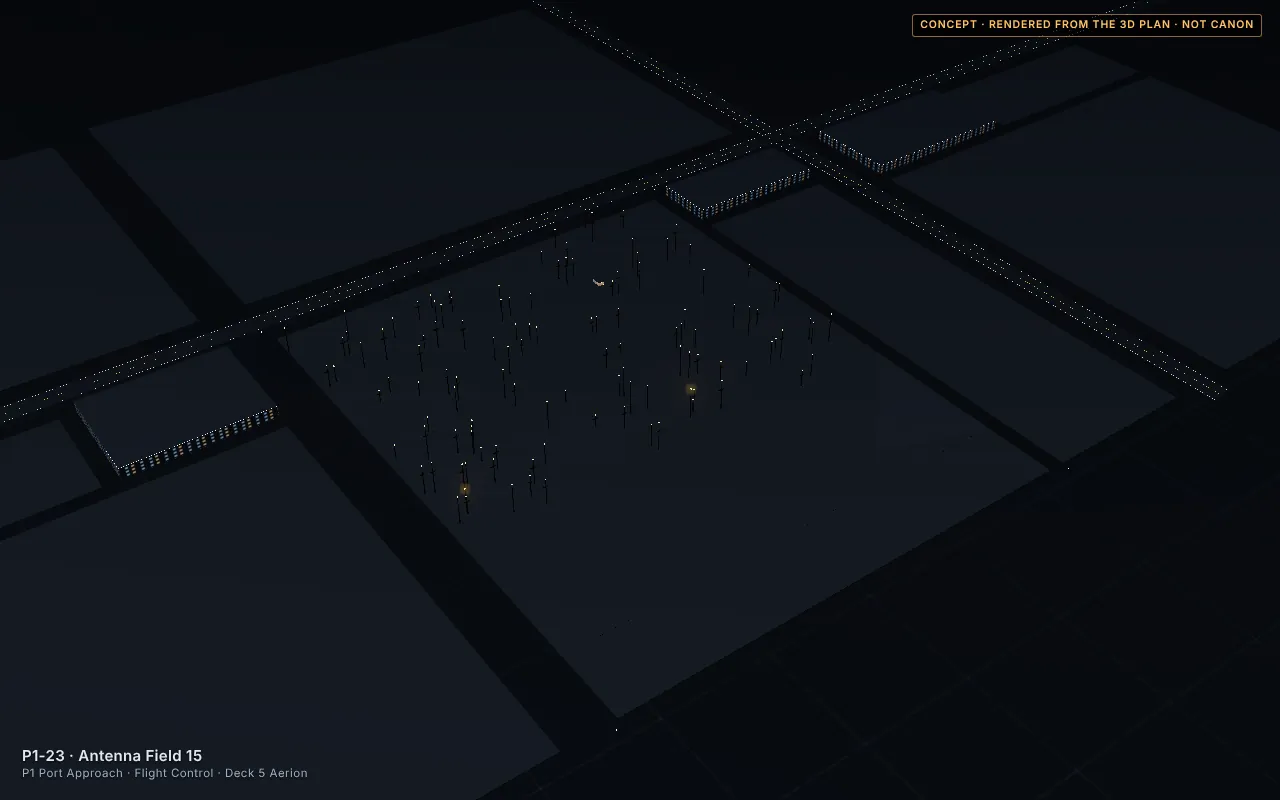 CONCEPT · RENDERED FROM THE 3D PLAN · NOT CANON
P1-23 · Antenna Field 15
P1 Port Approach · Flight Control · Deck 5 Aerion